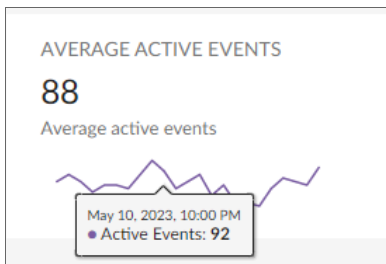 AVERAGE ACTIVE EVENTS
88
Average active events
May 10, 2023, 10:00 PM
Active Events: 92